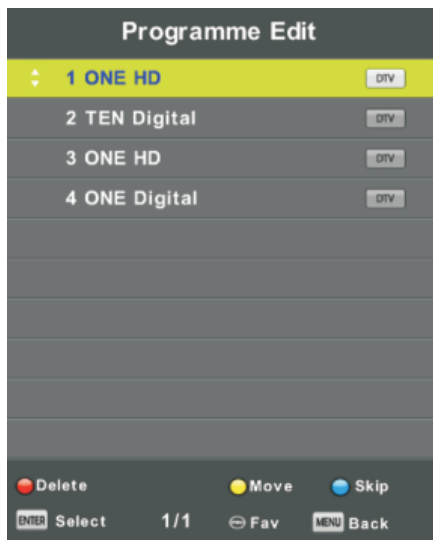 Programme Edit
1 ONE HD DTV
2 TEN Digital DTV
3 ONE HD DTV
4 ONE Digital DTV
Delete Move Skip
ENTER Select 1/1 Fav MENU Back